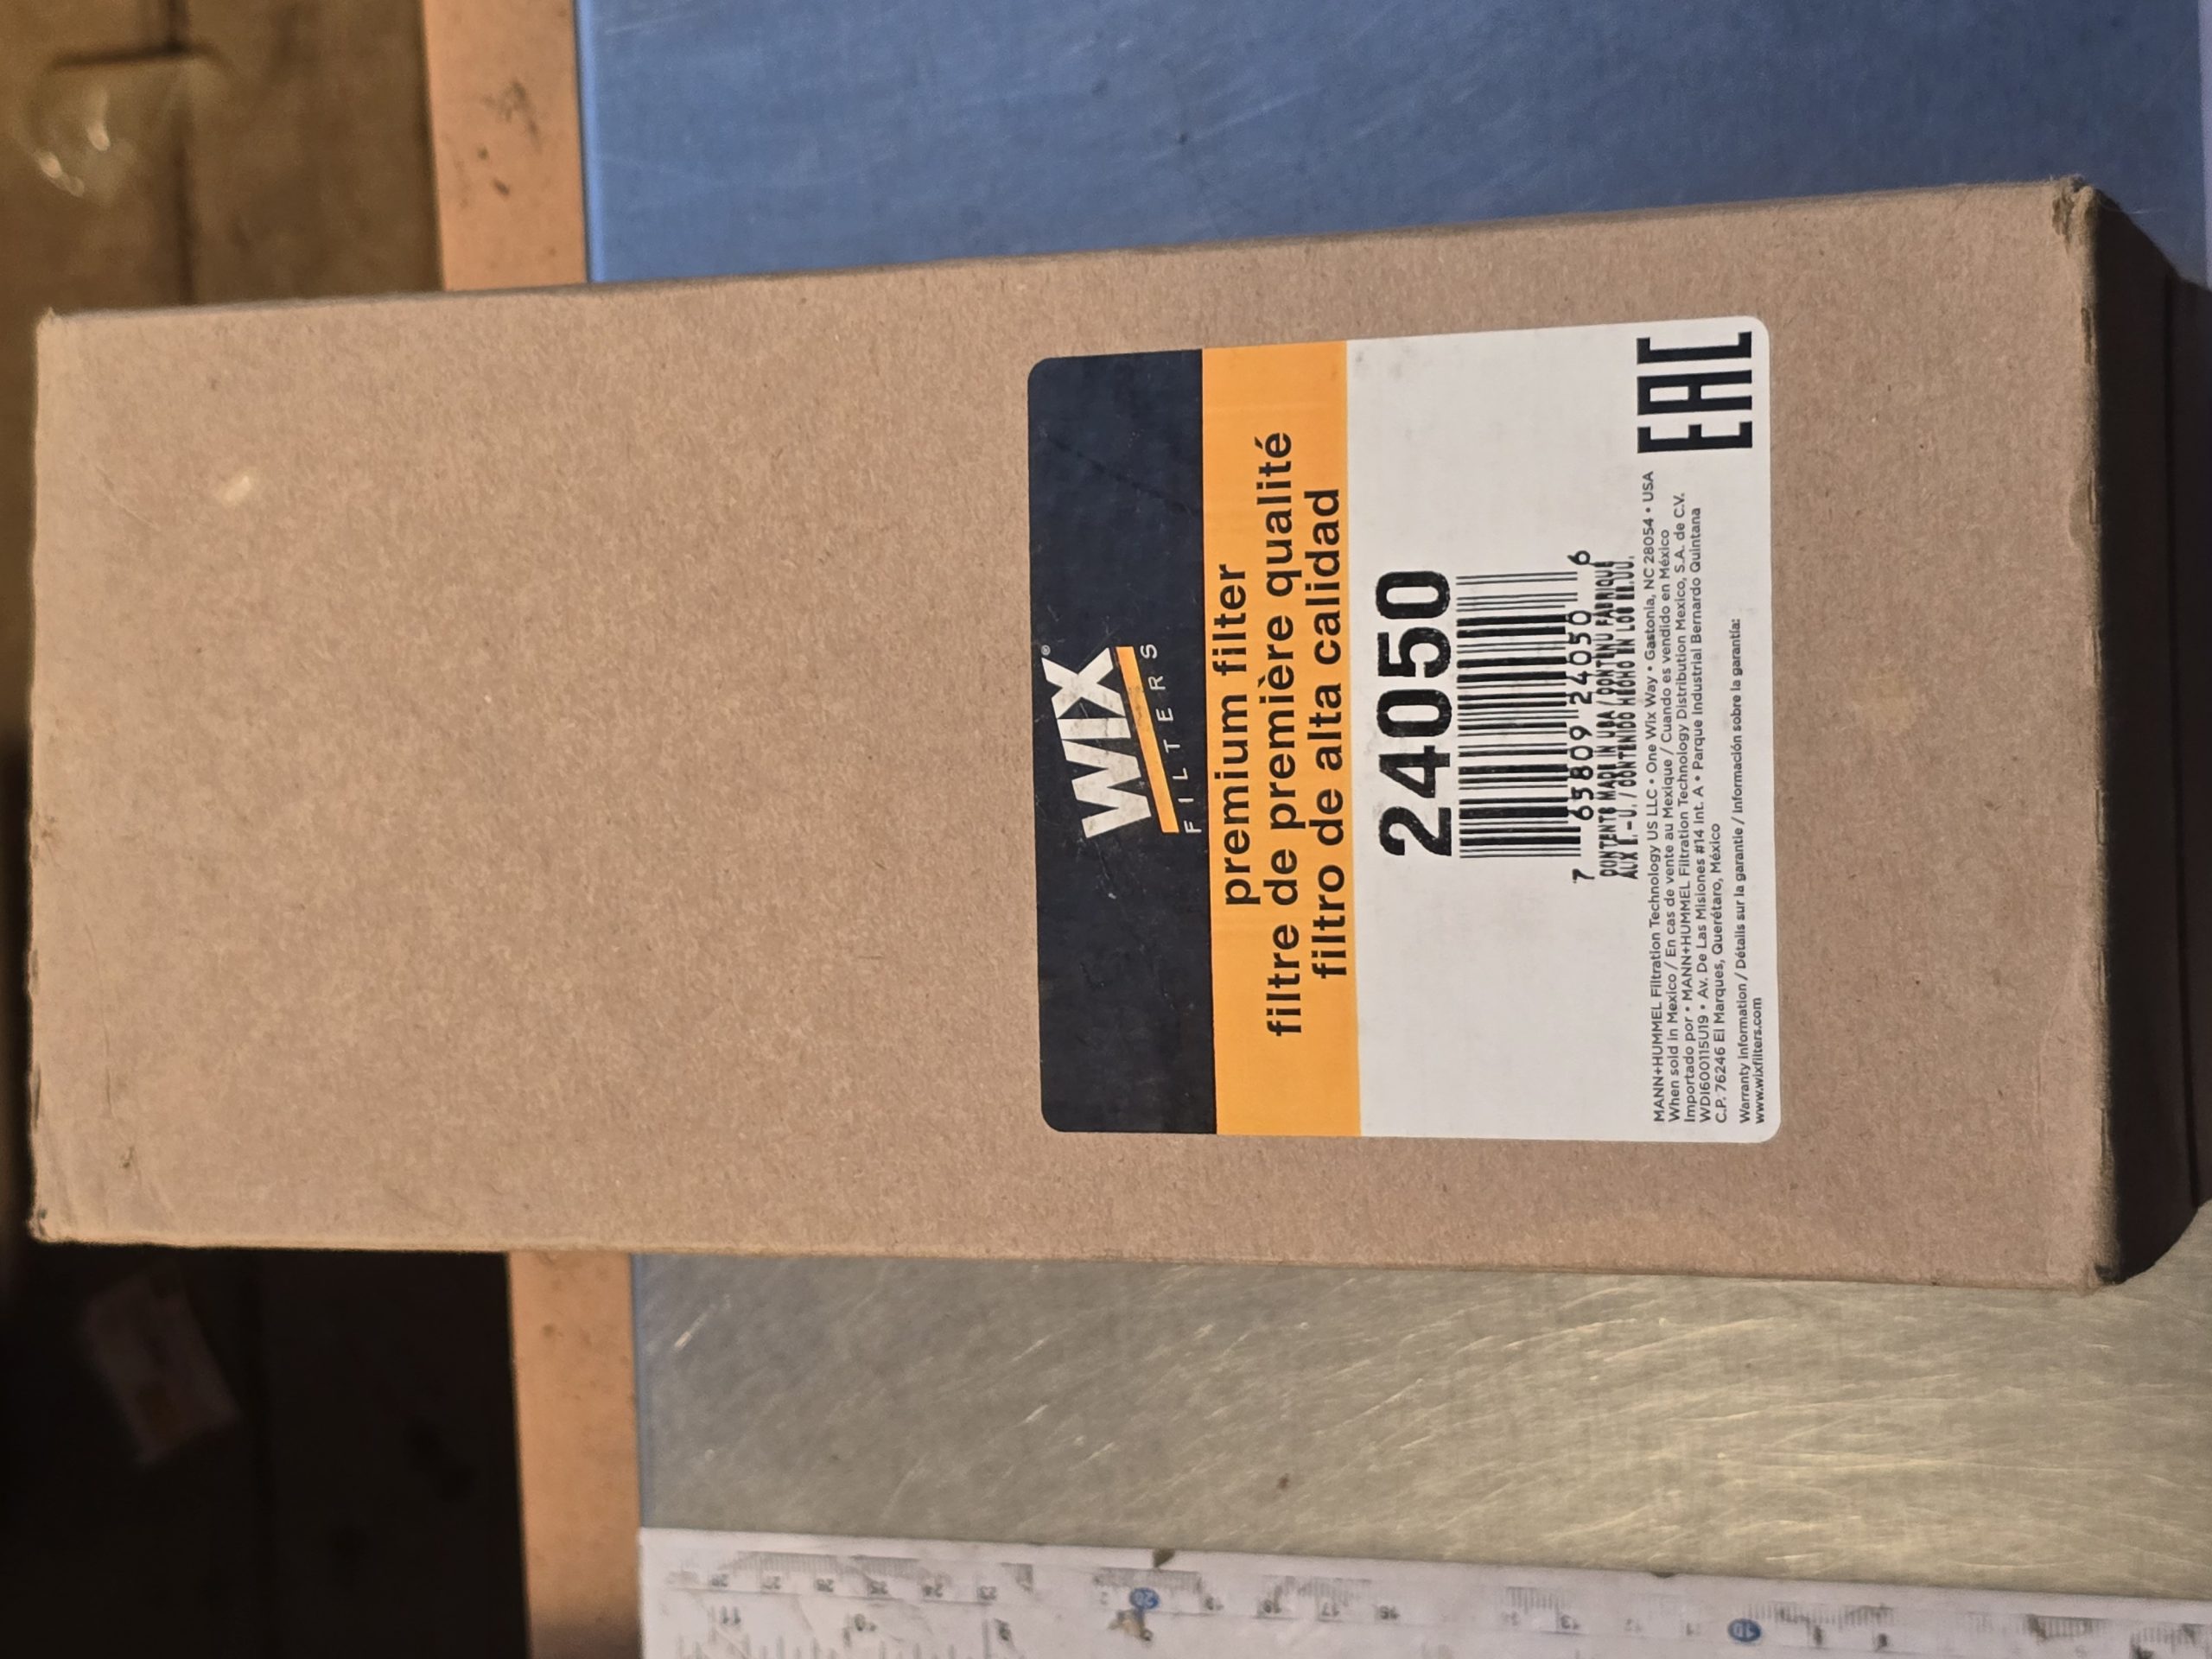 WIX®
FILTERS
premium filter
filtre de première qualité
filtro de alta calidad
24050
7 65809 24050 6
CONTENTS MADE IN USA / CONTENU FABRIQUÉ
AUX É.-U. / CONTENIDO HECHO EN LOS EE.UU.
MANN+HUMMEL Filtration Technology US LLC • One Wix Way • Gastonia, NC 28054 • USA
When sold in Mexico / En cas de vente au Mexique / Cuando es vendido en México
Importado por • MANN+HUMMEL Filtration Technology Distribution Mexico, S.A. de C.V.
WDI600115U19 • Av. De Las Misiones #14 Int. A • Parque Industrial Bernardo Quintana
C.P. 76246 El Marques, Querétaro, México
Warranty information / Détails sur la garantie / Información sobre la garantía:
www.wixfilters.com
EAC